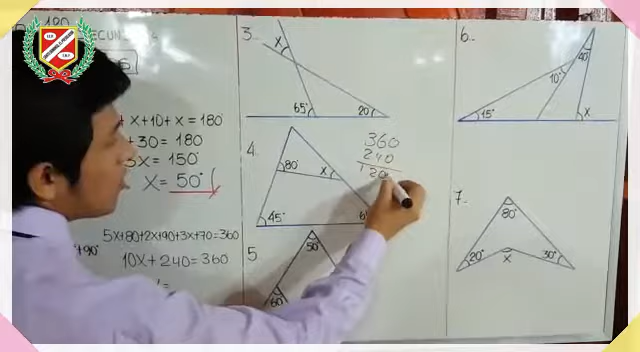 180
+ x + 10 + x = 180°
+ 30 = 180
3x = 150°
x = 50°
+90°
5x+80+2x+90+3x+70=360
10x + 240 = 360
3.
x
65°
20°
4.
80°
x
45°
360
240
120
5
50°
60°
6.
40°
10°
15°
x
7.
80°
20°
x
30°